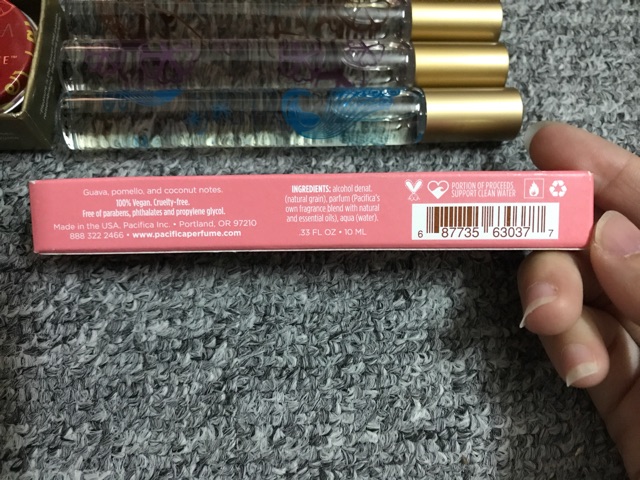 Guava, pomello, and coconut notes.
100% Vegan. Cruelty-free.
Free of parabens, phthalates and propylene glycol.
Made in the USA. Pacifica Inc. • Portland, OR 97210
888 322 2466 • www.pacificaperfume.com
INGREDIENTS: alcohol denat.
(natural grain), parfum (Pacifica's
own fragrance blend with natural
and essential oils), aqua (water).
.33 FL OZ • 10 ML
PORTION OF PROCEEDS
SUPPORT CLEAN WATER
6 87735 63037 7